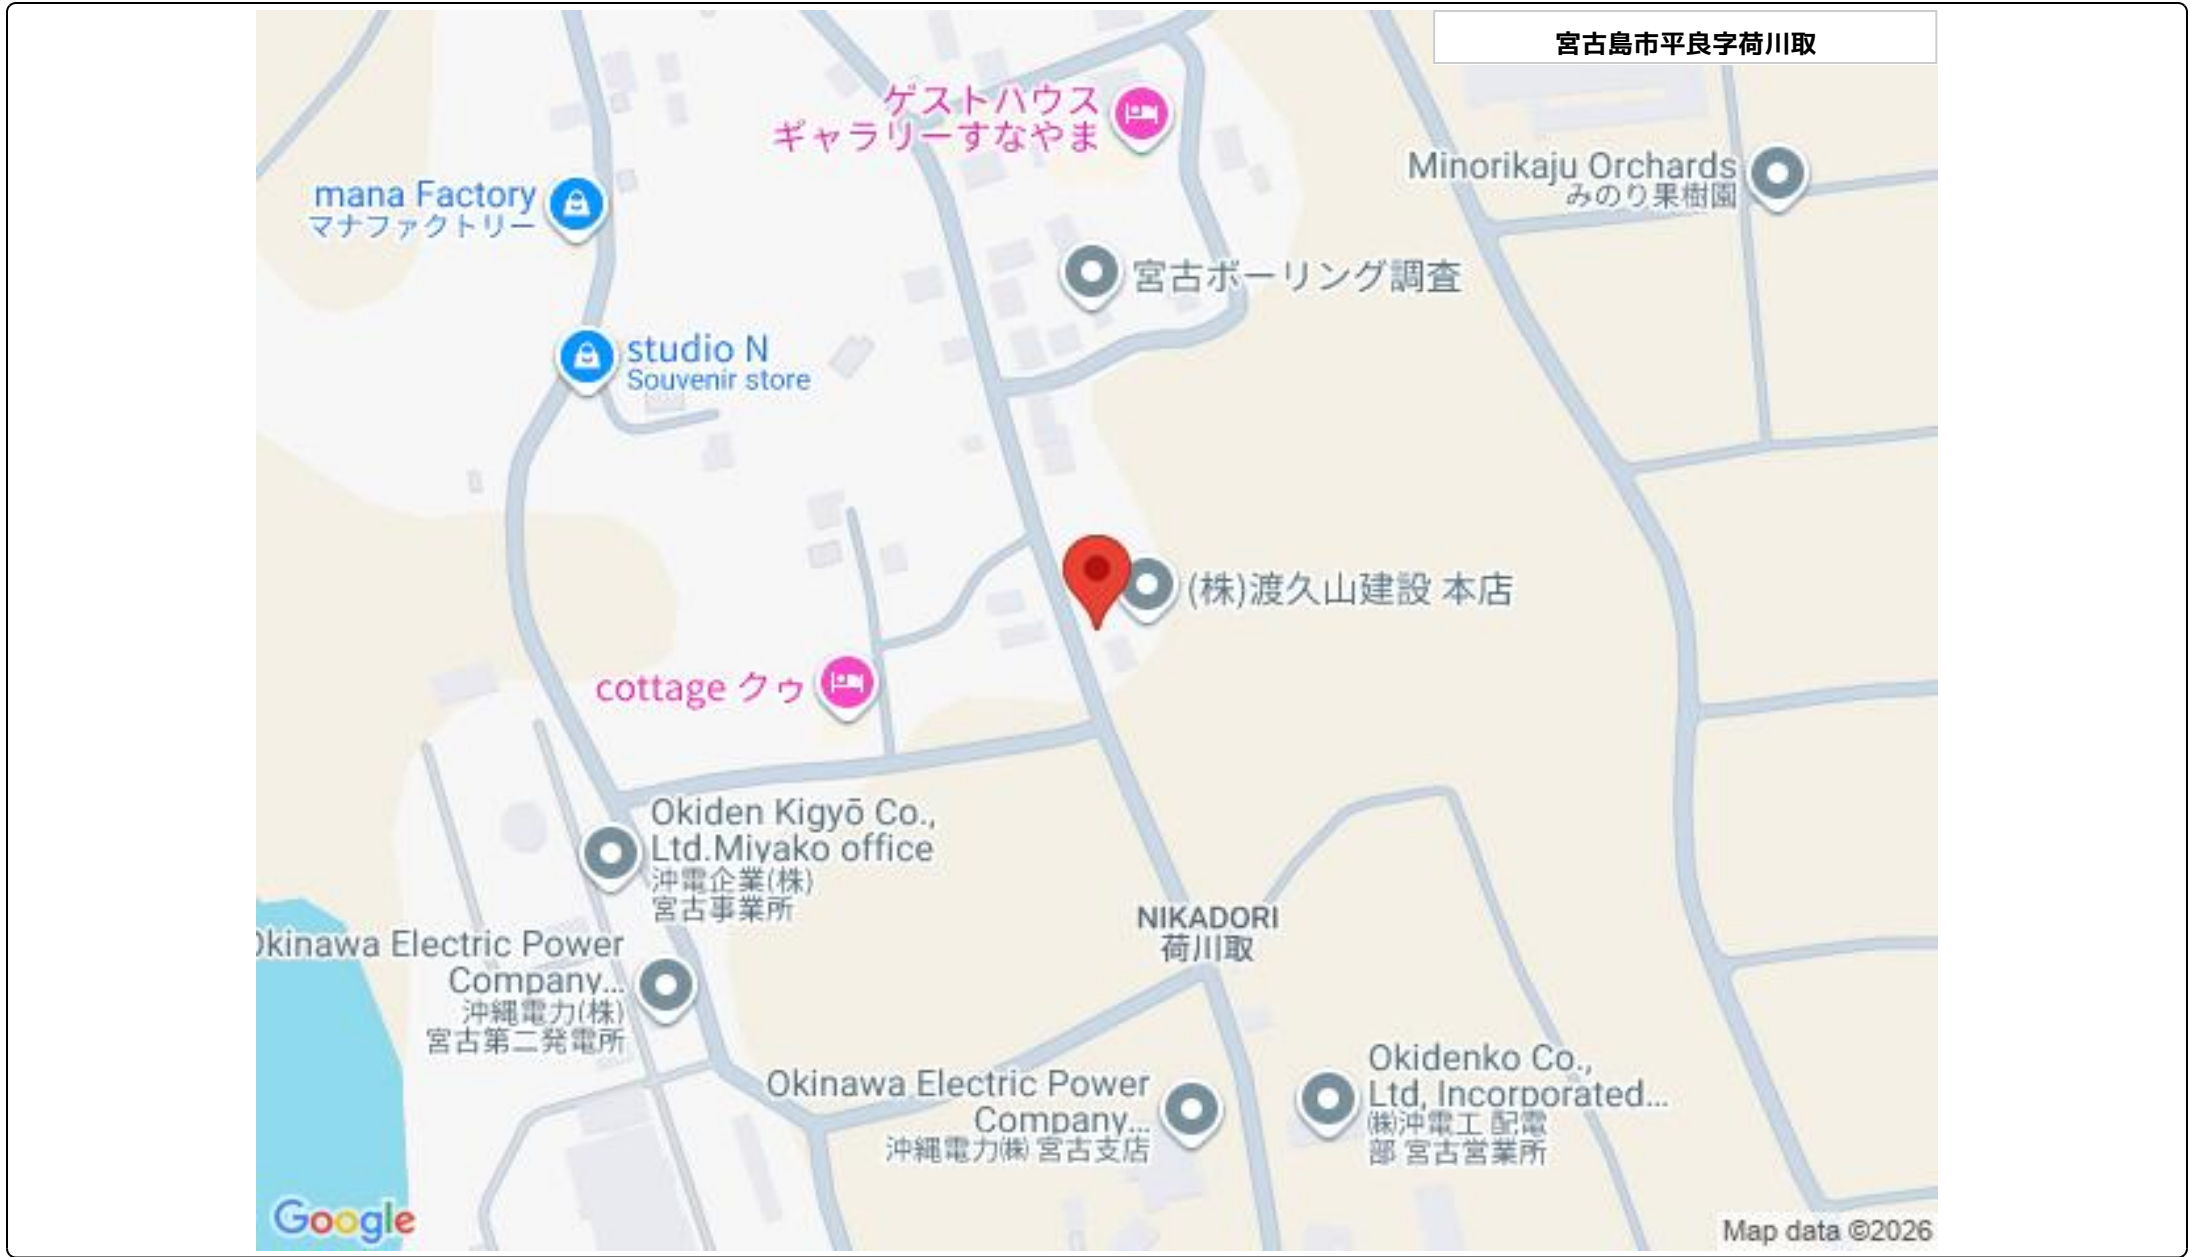 宮古島市平良字荷川取
ゲストハウス
ギャラリーすなやま
Minorikaju Orchards
みのり果樹園
mana Factory
マナファクトリー
宮古ボーリング調査
studio N
Souvenir store
(株)渡久山建設 本店
cottage クゥ
Okiden Kigyō Co.,
Ltd.Miyako office
沖電企業(株)
宮古事業所
NIKADORI
荷川取
Okinawa Electric Power
Company...
沖縄電力(株)
宮古第二発電所
Okinawa Electric Power
Company...
沖縄電力㈱ 宮古支店
Okidenko Co.,
Ltd, Incorporated...
㈱沖電工 配電
部 宮古営業所
Google
Map data ©2026